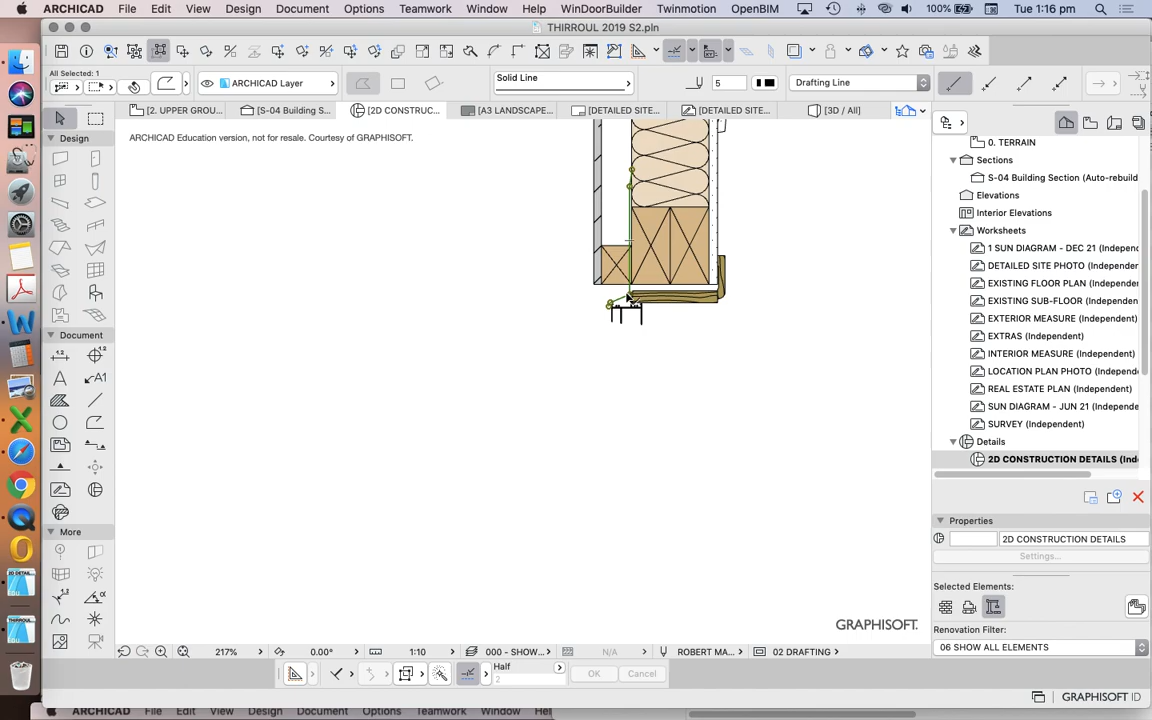 ARCHICAD File Edit View Design Document Options Teamwork Window Help WinDoorBuilder Twinmotion OpenBIM 100% Tue 1:16 pm
THIRROUL 2019 S2.pln
All Selected: 1
ARCHICAD Layer
Solid Line
5
Drafting Line
[2. UPPER GROU...
[S-04 Building S...
[2D CONSTRUC...
[A3 LANDSCAPE...
[DETAILED SITE...
[DETAILED SITE...
[3D / All]
ARCHICAD Education version, not for resale. Courtesy of GRAPHISOFT.
Design
Document
More
0. TERRAIN
Sections
S-04 Building Section (Auto-rebuild
Elevations
Interior Elevations
Worksheets
1 SUN DIAGRAM - DEC 21 (Independ
DETAILED SITE PHOTO (Independe
EXISTING FLOOR PLAN (Independe
EXISTING SUB-FLOOR (Independe
EXTERIOR MEASURE (Independent)
EXTRAS (Independent)
INTERIOR MEASURE (Independent)
LOCATION PLAN PHOTO (Independ
REAL ESTATE PLAN (Independent)
SUN DIAGRAM - JUN 21 (Independe
SURVEY (Independent)
Details
2D CONSTRUCTION DETAILS (Ind
Properties
2D CONSTRUCTION DETAILS
Settings...
Selected Elements:
Renovation Filter:
06 SHOW ALL ELEMENTS
GRAPHISOFT.
217% 0.00° 1:10 000 - SHOW... N/A ROBERT MA... 02 DRAFTING
Half
2
OK
Cancel
GRAPHISOFT ID
ARCHICAD File Edit View Design Document Options Teamwork Window Hel